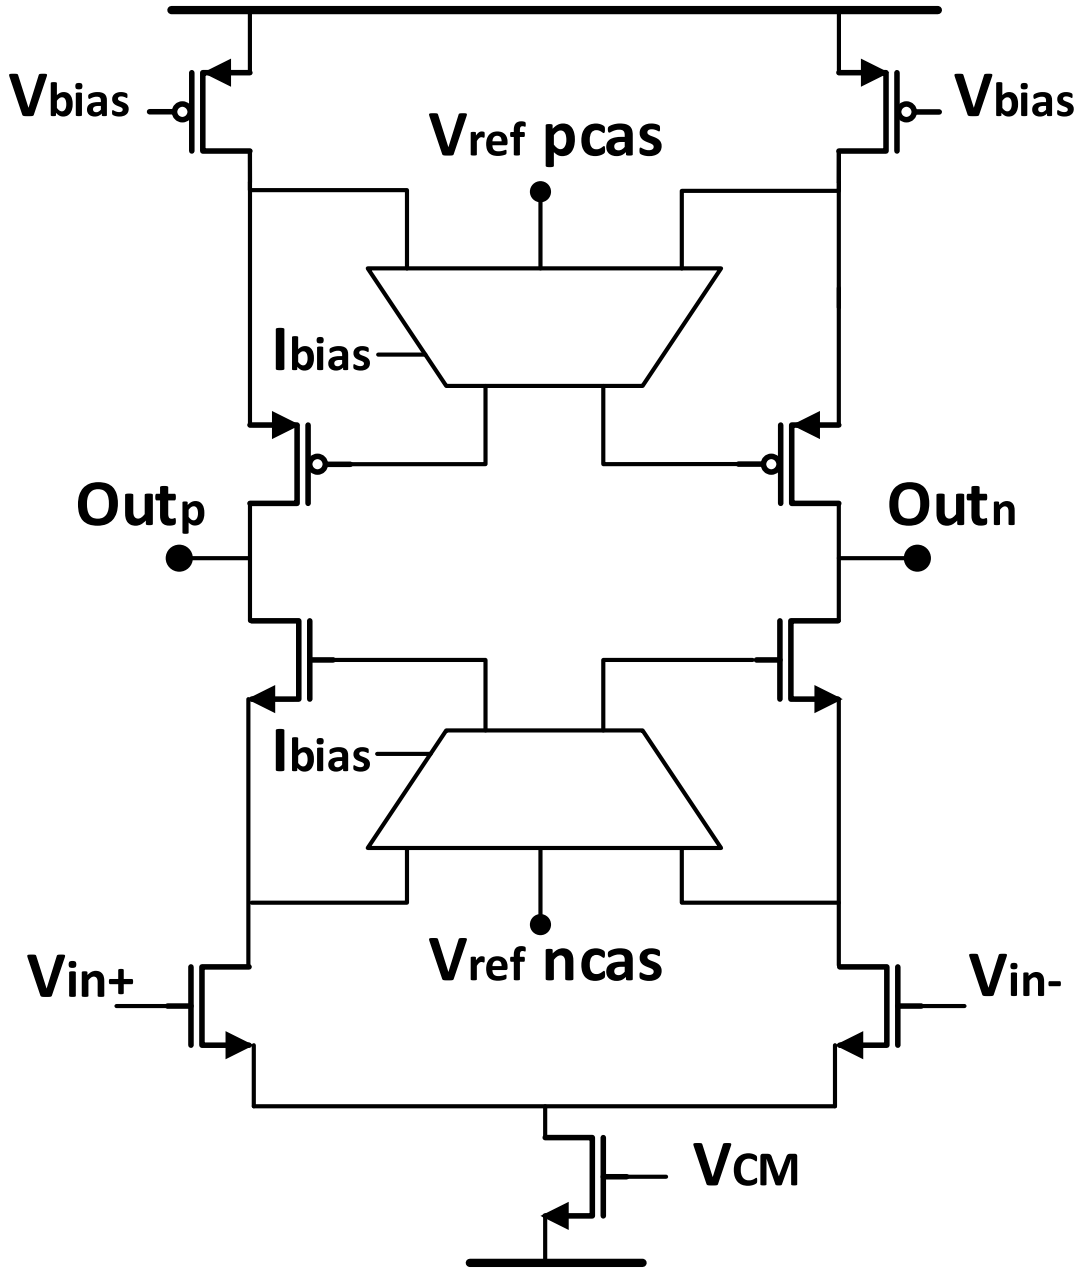 Vbias
Vbias
Vref pcas
Ibias
Outp
Outn
Ibias
Vref ncas
Vin+
Vin-
VCM